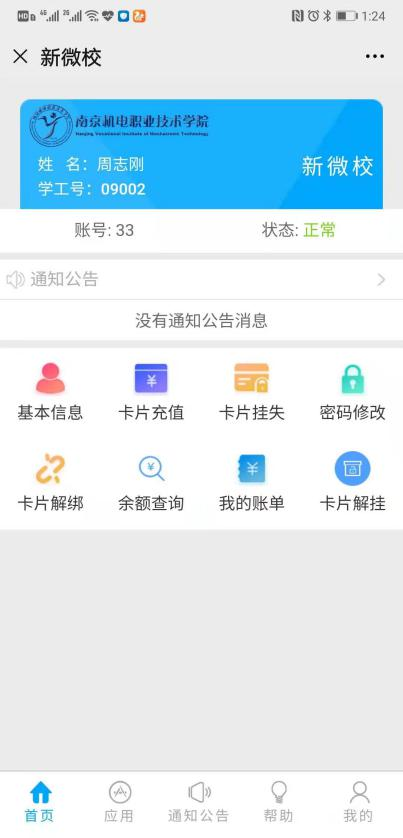 HD 4G 2G 1:24
新微校
南京机电职业技术学院
Nanjing Vocational Institute of Mechatronic Technology
姓 名：周志刚
新微校
学工号：09002
账号: 33 状态: 正常
通知公告
没有通知公告消息
基本信息 卡片充值 卡片挂失 密码修改
卡片解绑 余额查询 我的账单 卡片解挂
首页 应用 通知公告 帮助 我的